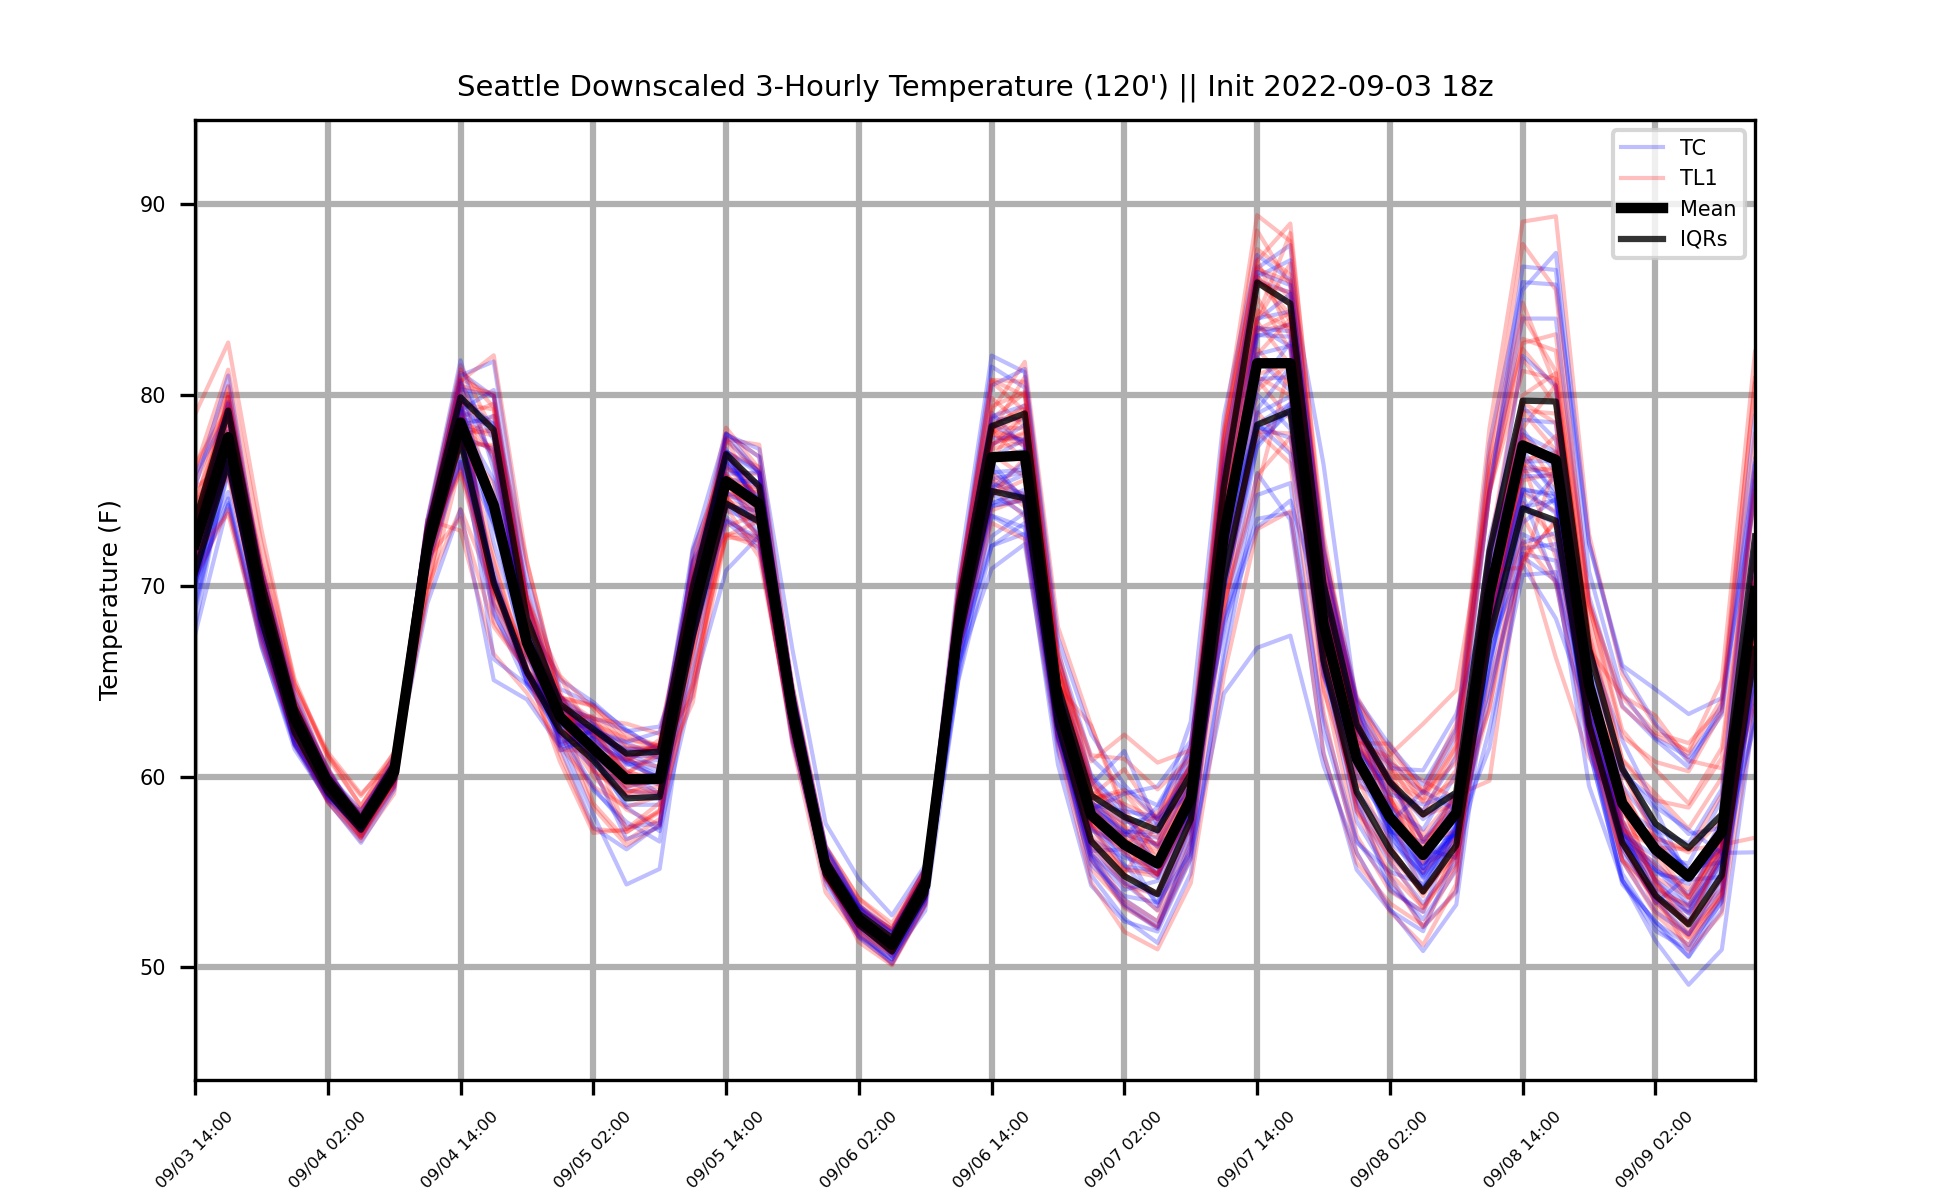 Seattle Downscaled 3-Hourly Temperature (120') || Init 2022-09-03 18z
TC
TL1
Mean
IQRs
Temperature (F)
90
80
70
60
50
09/03 14:00
09/04 02:00
09/04 14:00
09/05 02:00
09/05 14:00
09/06 02:00
09/06 14:00
09/07 02:00
09/07 14:00
09/08 02:00
09/08 14:00
09/09 02:00